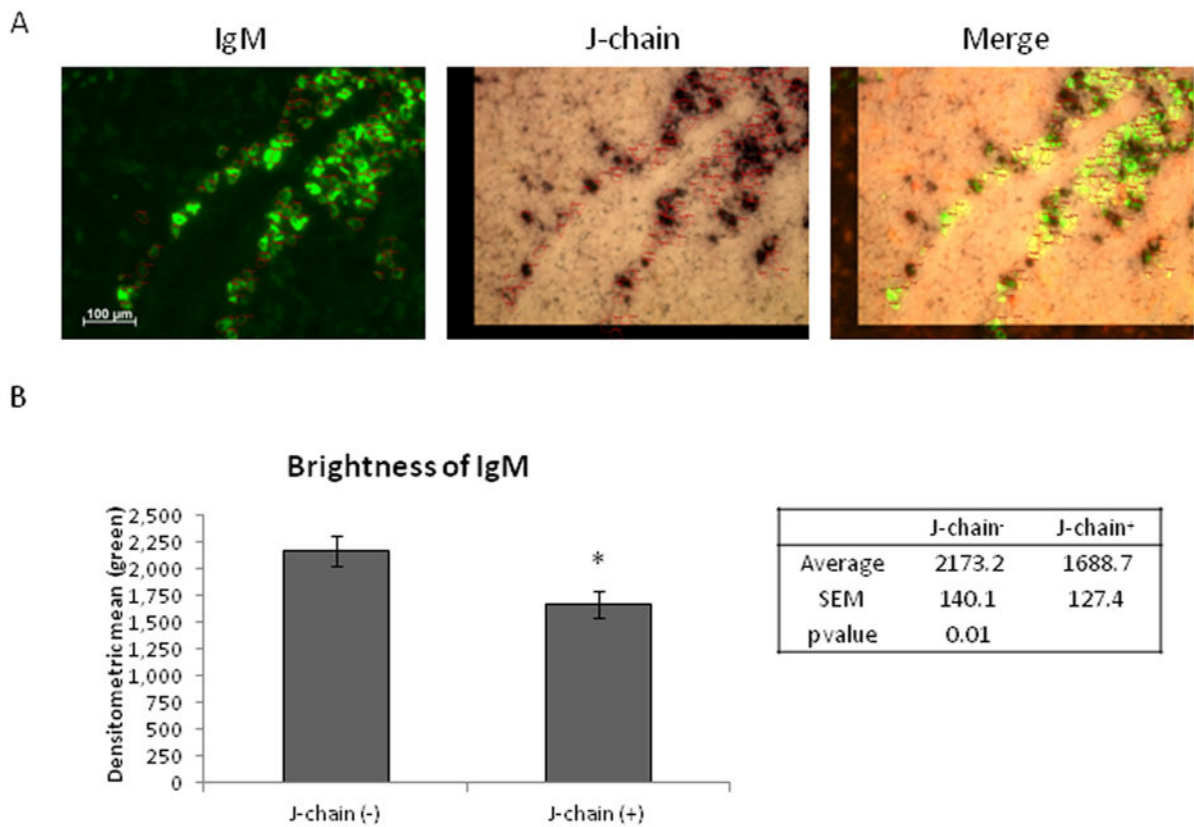 A
IgM
J-chain
Merge
100 µm
B
Brightness of IgM
Densitometric mean (green)
2,500
2,250
2,000
1,750
1,500
1,250
1,000
750
500
250
0
*
J-chain (-)
J-chain (+)
J-chain⁻ J-chain⁺
Average 2173.2 1688.7
SEM 140.1 127.4
pvalue 0.01